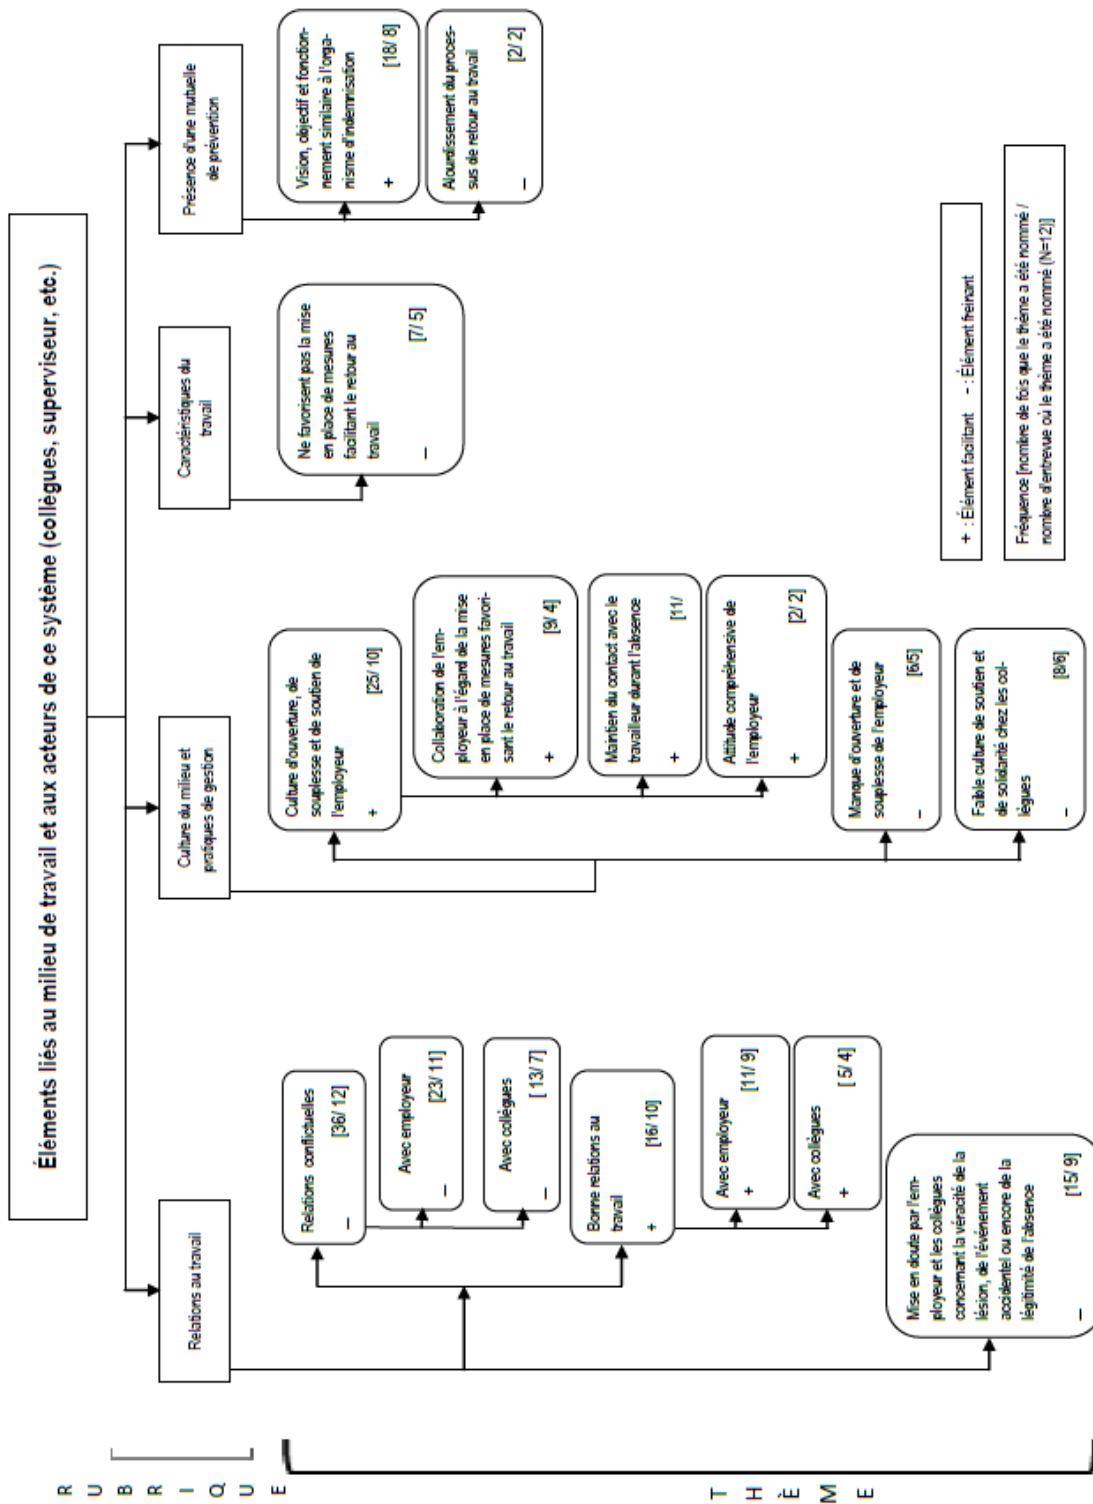 Éléments liés au milieu de travail et aux acteurs de ce système (collègues, superviseur, etc.)
RUBRIQUE
Relations au travail
Culture du milieu et
pratiques de gestion
Caractéristiques du
travail
Présence d'une mutuelle
de prévention
THÈME
Relations conflictuelles
– [36/ 12]
Avec employeur
– [23/ 11]
Avec collègues
– [ 13/ 7]
Bonne relations au
travail
+ [16/ 10]
Avec employeur
+ [11/ 9]
Avec collègues
+ [ 5/ 4]
Mise en doute par l'em-
ployeur et les collègues
concernant la véracité de la
lésion, de l'événement
accidentel ou encore de la
légitimité de l'absence
– [15/ 9]
Culture d'ouverture, de
souplesse et de soutien de
l'employeur
+ [25/ 10]
Collaboration de l'em-
ployeur à l'égard de la mise
en place de mesures favori-
sant le retour au travail
+ [9/ 4]
Maintien du contact avec le
travailleur durant l'absence
+ [11/
Attitude compréhensive de
l'employeur
+ [2/ 2]
Manque d'ouverture et de
souplesse de l'employeur
– [6/5]
Faible culture de soutien et
de solidarité chez les col-
lègues
– [8/6]
Ne favorisent pas la mise
en place de mesures
facilitant le retour au
travail
– [7/ 5]
Vision, objectif et fonction-
nement similaire à l'orga-
nisme d'indemnisation
+ [18/ 8]
Alourdissement du proces-
sus de retour au travail
– [2/ 2]
+ : Élément facilitant - : Élément freinant
Fréquence [nombre de fois que le thème a été nommé /
nombre d'entrevue où le thème a été nommé (N=12)]